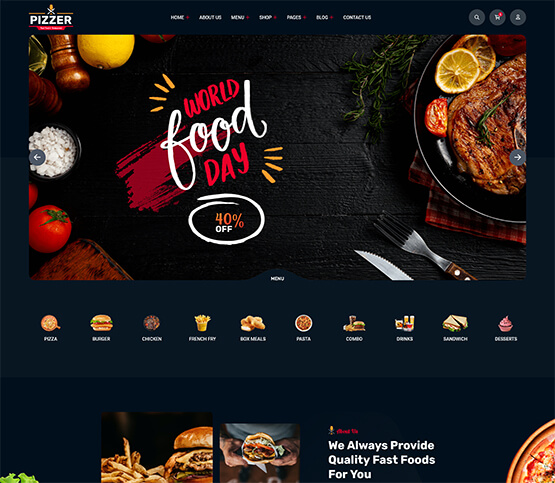 PIZZER
HOME + ABOUT US MENU + SHOP + PAGES + BLOG + CONTACT US
WORLD
food
DAY
40%
OFF
MENU
PIZZA BURGER CHICKEN FRENCH FRY BOX MEALS PASTA COMBO DRINKS SANDWICH DESSERTS
About Us
We Always Provide
Quality Fast Foods
For You